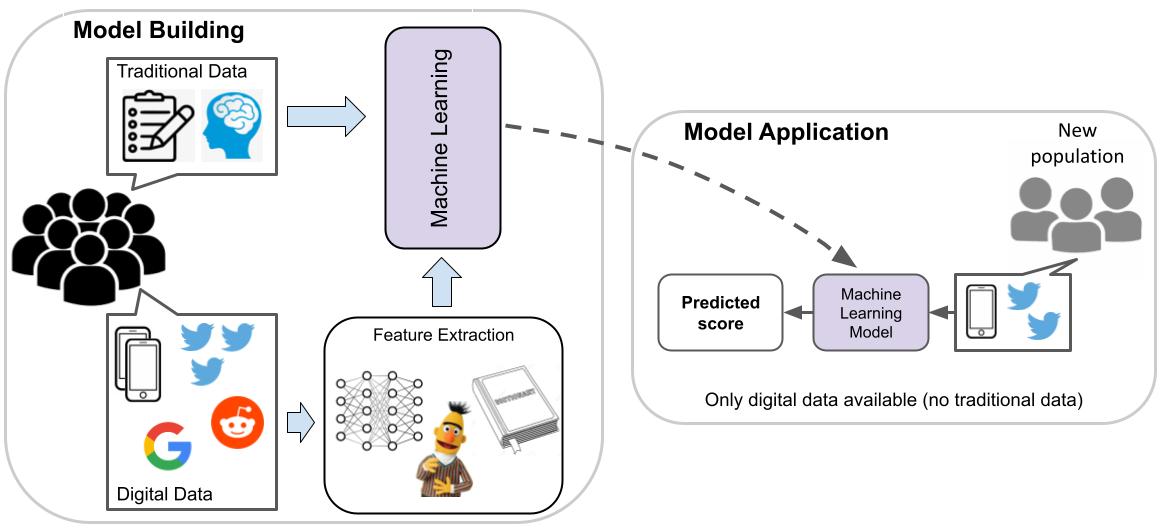 Model Building
Traditional Data
Machine Learning
Feature Extraction
DICTIONARY
Digital Data
Model Application
New
population
Predicted
score
Machine
Learning
Model
Only digital data available (no traditional data)